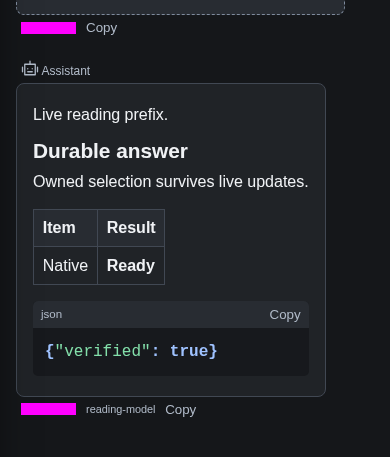 Copy
Assistant
Live reading prefix.
Durable answer
Owned selection survives live updates.
Item Result
Native Ready
json Copy
{"verified": true}
reading-model Copy